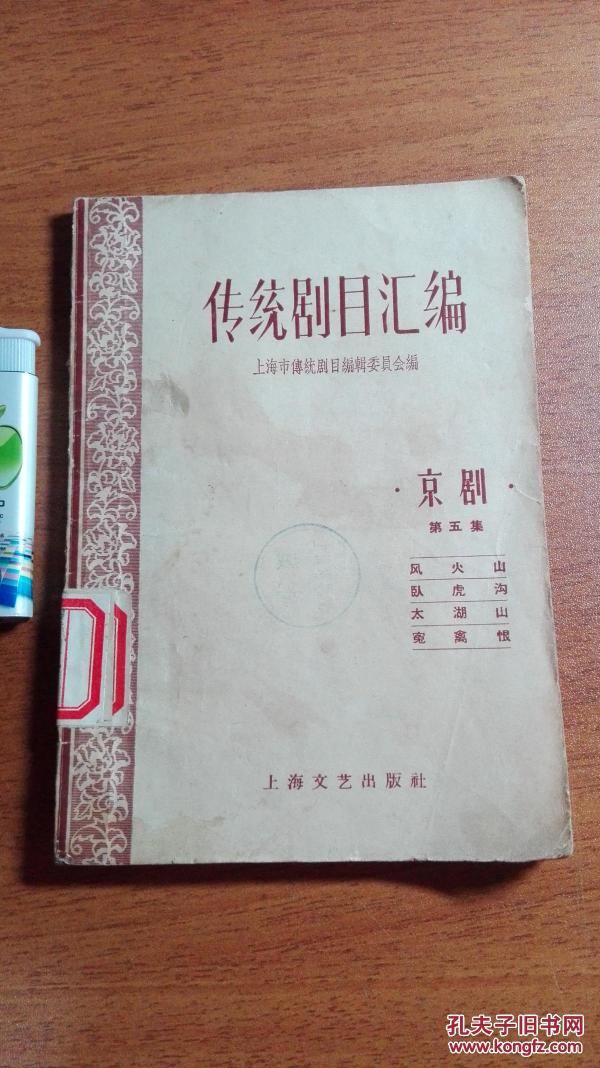 传统剧目汇编
上海市傳統剧目編輯委員会編
·京剧·
第五集
风火山
臥虎沟
太湖山
寃禽恨
上海文艺出版社
孔夫子旧书网
www.kongfz.com